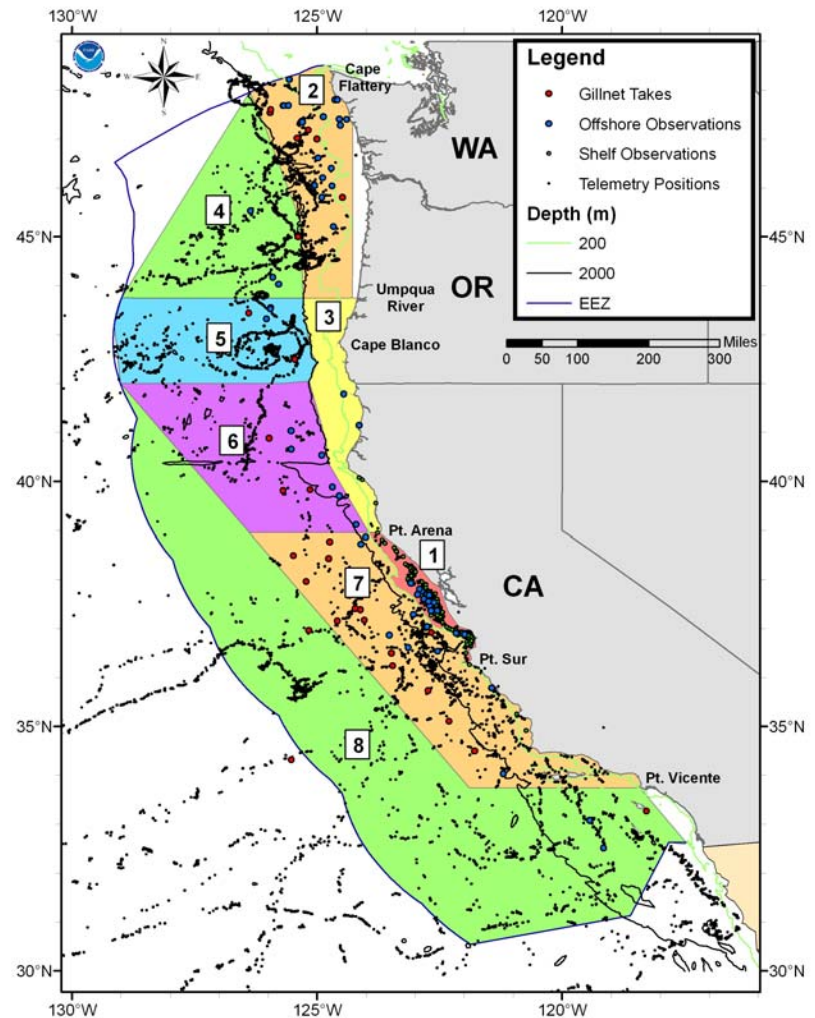 130°W
125°W
120°W
N
W
E
S
Cape
Flattery
Legend
Gillnet Takes
Offshore Observations
Shelf Observations
Telemetry Positions
Depth (m)
200
2000
EEZ
2
WA
4
45°N
45°N
Umpqua
River
OR
3
5
Cape Blanco
Miles
0 50 100 200 300
6
40°N
40°N
Pt. Arena
1
7
CA
Pt. Sur
35°N
35°N
8
Pt. Vicente
30°N
30°N
130°W
125°W
120°W